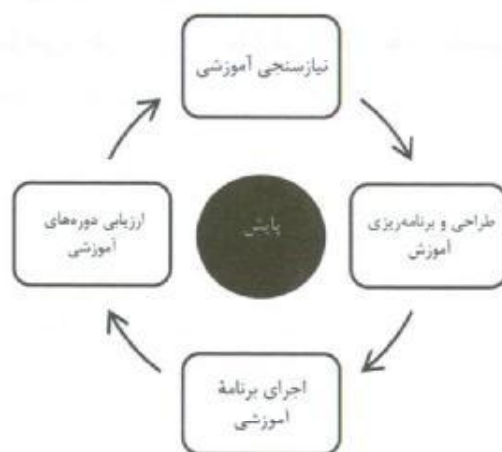 نیازسنجی آموزشی
طراحی و برنامه‌ریزی
آموزش
پایش
ارزیابی دوره‌های
آموزشی
اجرای برنامهٔ
آموزشی